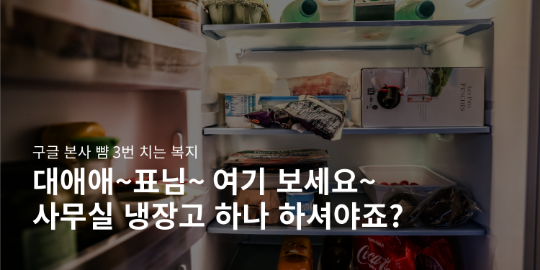 구글 본사 뺨 3번 치는 복지
대애애~표님~ 여기 보세요~
사무실 냉장고 하나 하셔야죠?
Coca